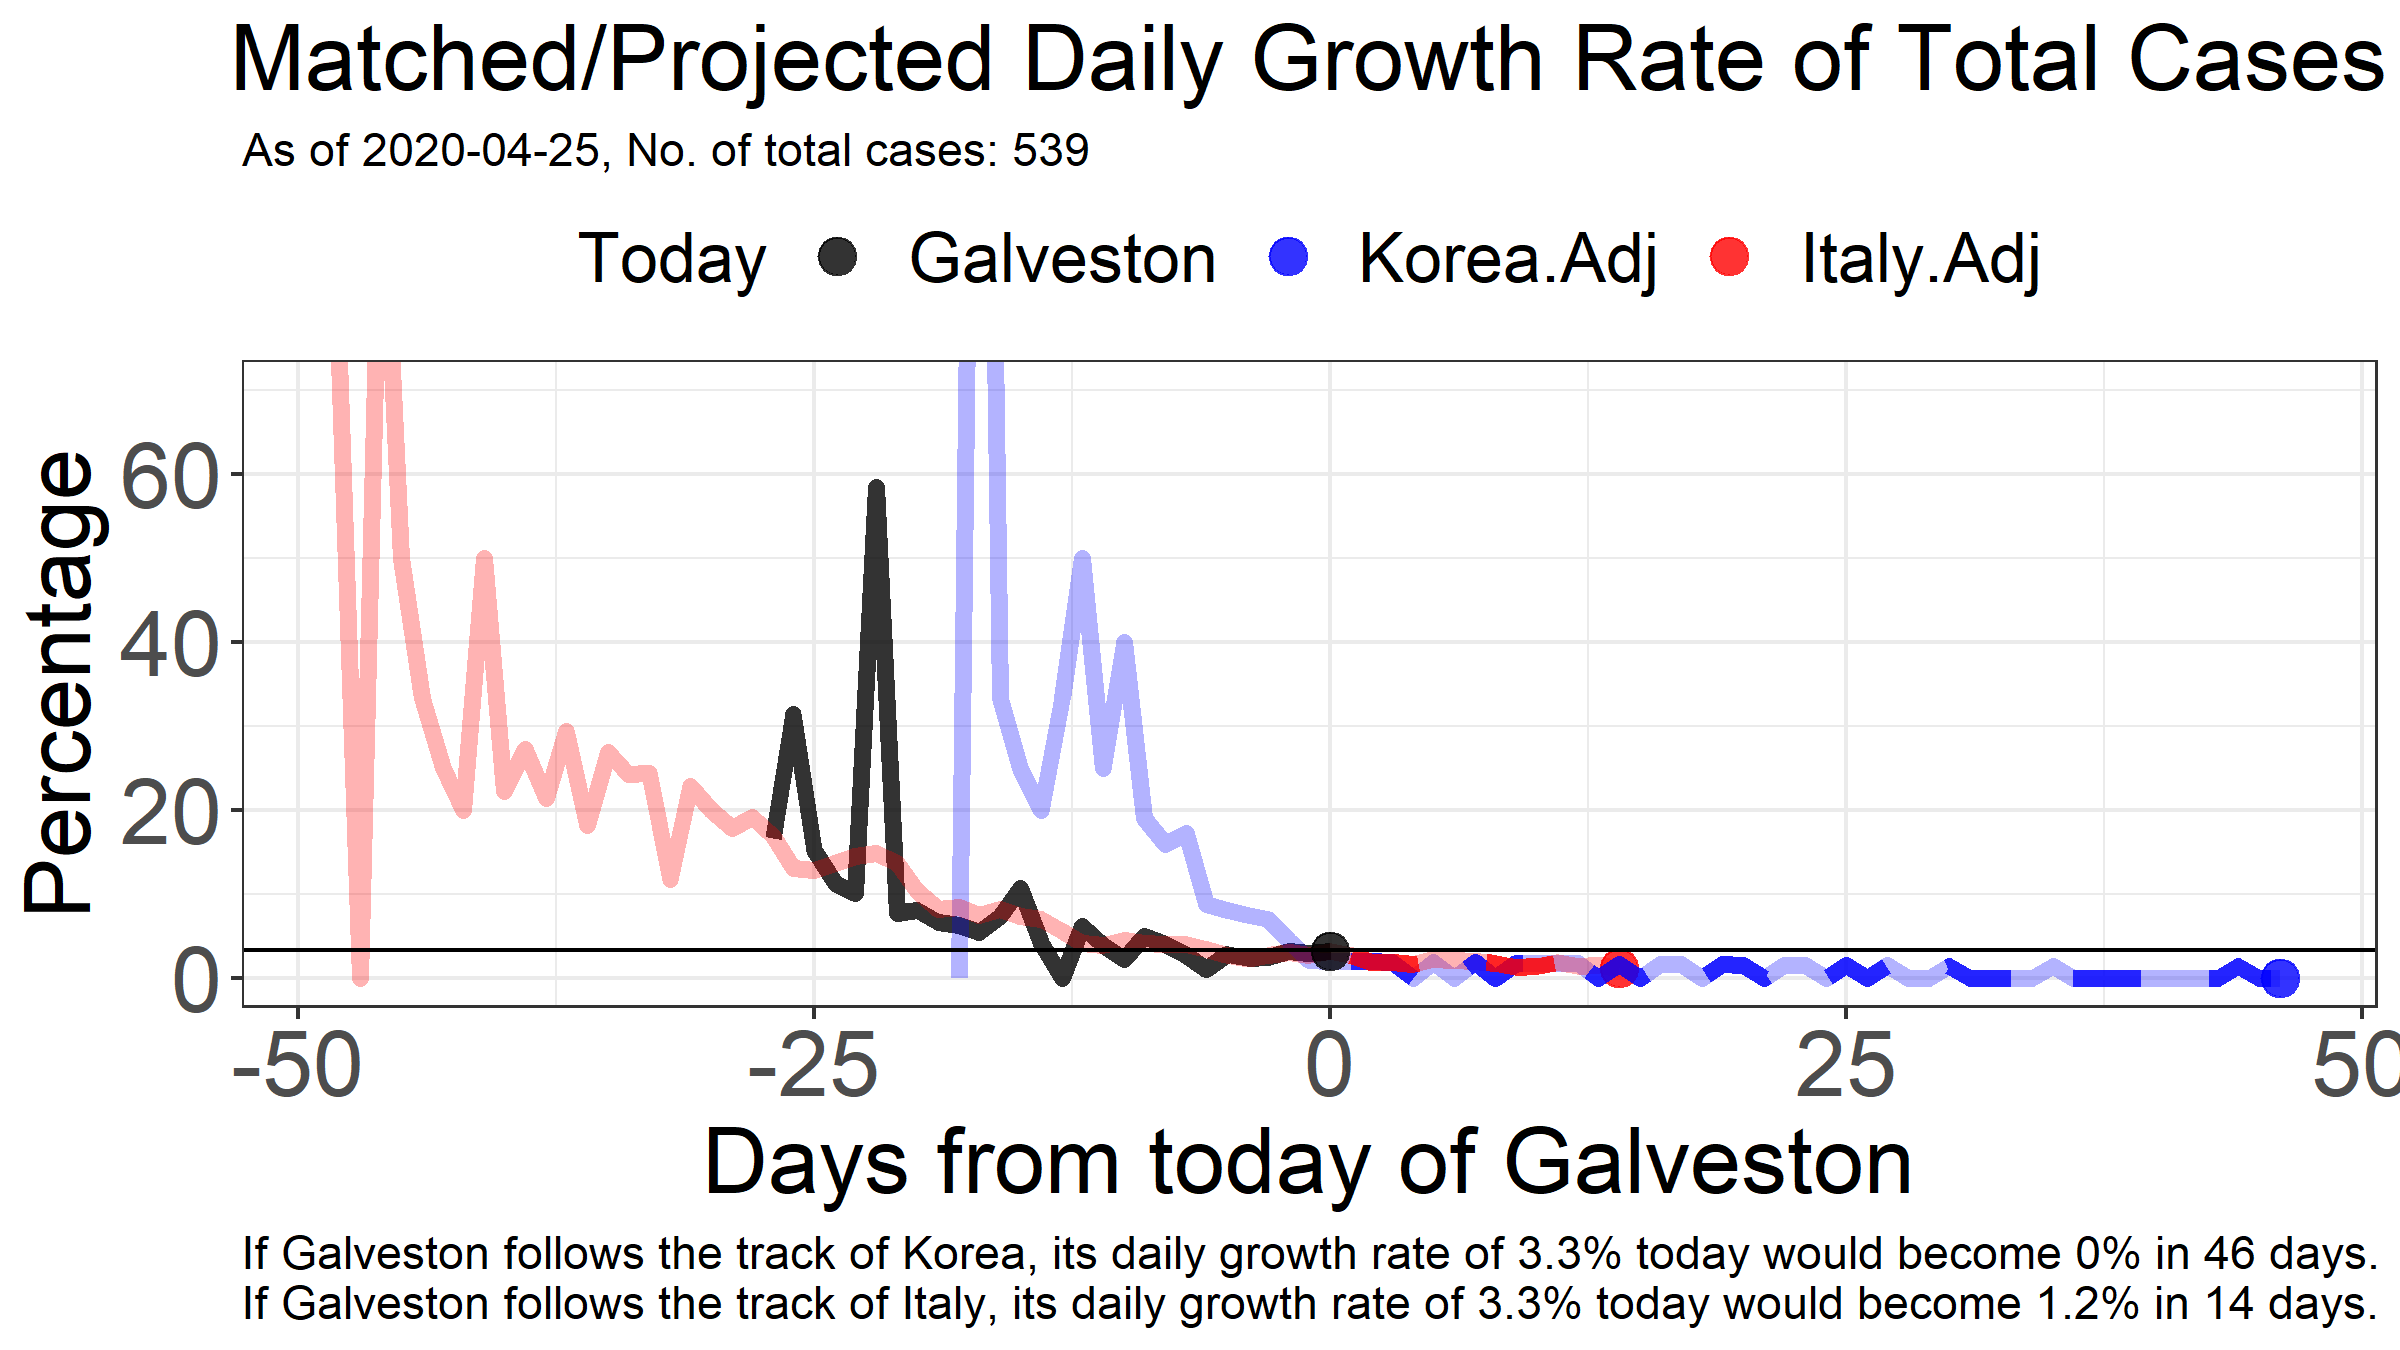 Matched/Projected Daily Growth Rate of Total Cases
As of 2020-04-25, No. of total cases: 539
Today Galveston Korea.Adj Italy.Adj
Percentage
60
40
20
0
-50 -25 0 25 50
Days from today of Galveston
If Galveston follows the track of Korea, its daily growth rate of 3.3% today would become 0% in 46 days.
If Galveston follows the track of Italy, its daily growth rate of 3.3% today would become 1.2% in 14 days.